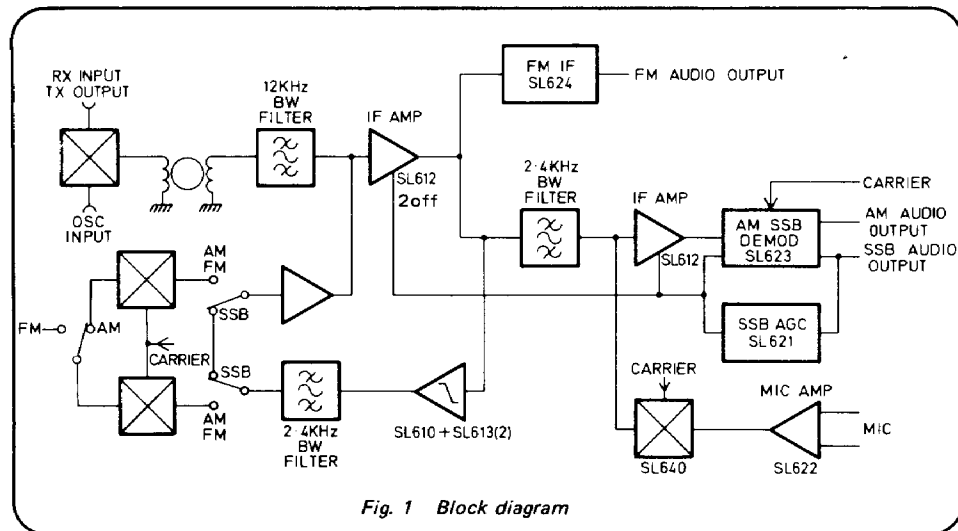 RX INPUT
TX OUTPUT
OSC
INPUT
12KHz
BW
FILTER
IF AMP
SL612
2off
FM IF
SL624
FM AUDIO OUTPUT
2·4KHz
BW
FILTER
IF AMP
SL612
CARRIER
AM SSB
DEMOD
SL623
AM AUDIO
OUTPUT
SSB AUDIO
OUTPUT
SSB AGC
SL621
AM
FM
SSB
FM
AM
CARRIER
SSB
AM
FM
2·4KHz
BW
FILTER
SL610 + SL613(2)
CARRIER
SL640
MIC AMP
SL622
MIC
Fig. 1 Block diagram